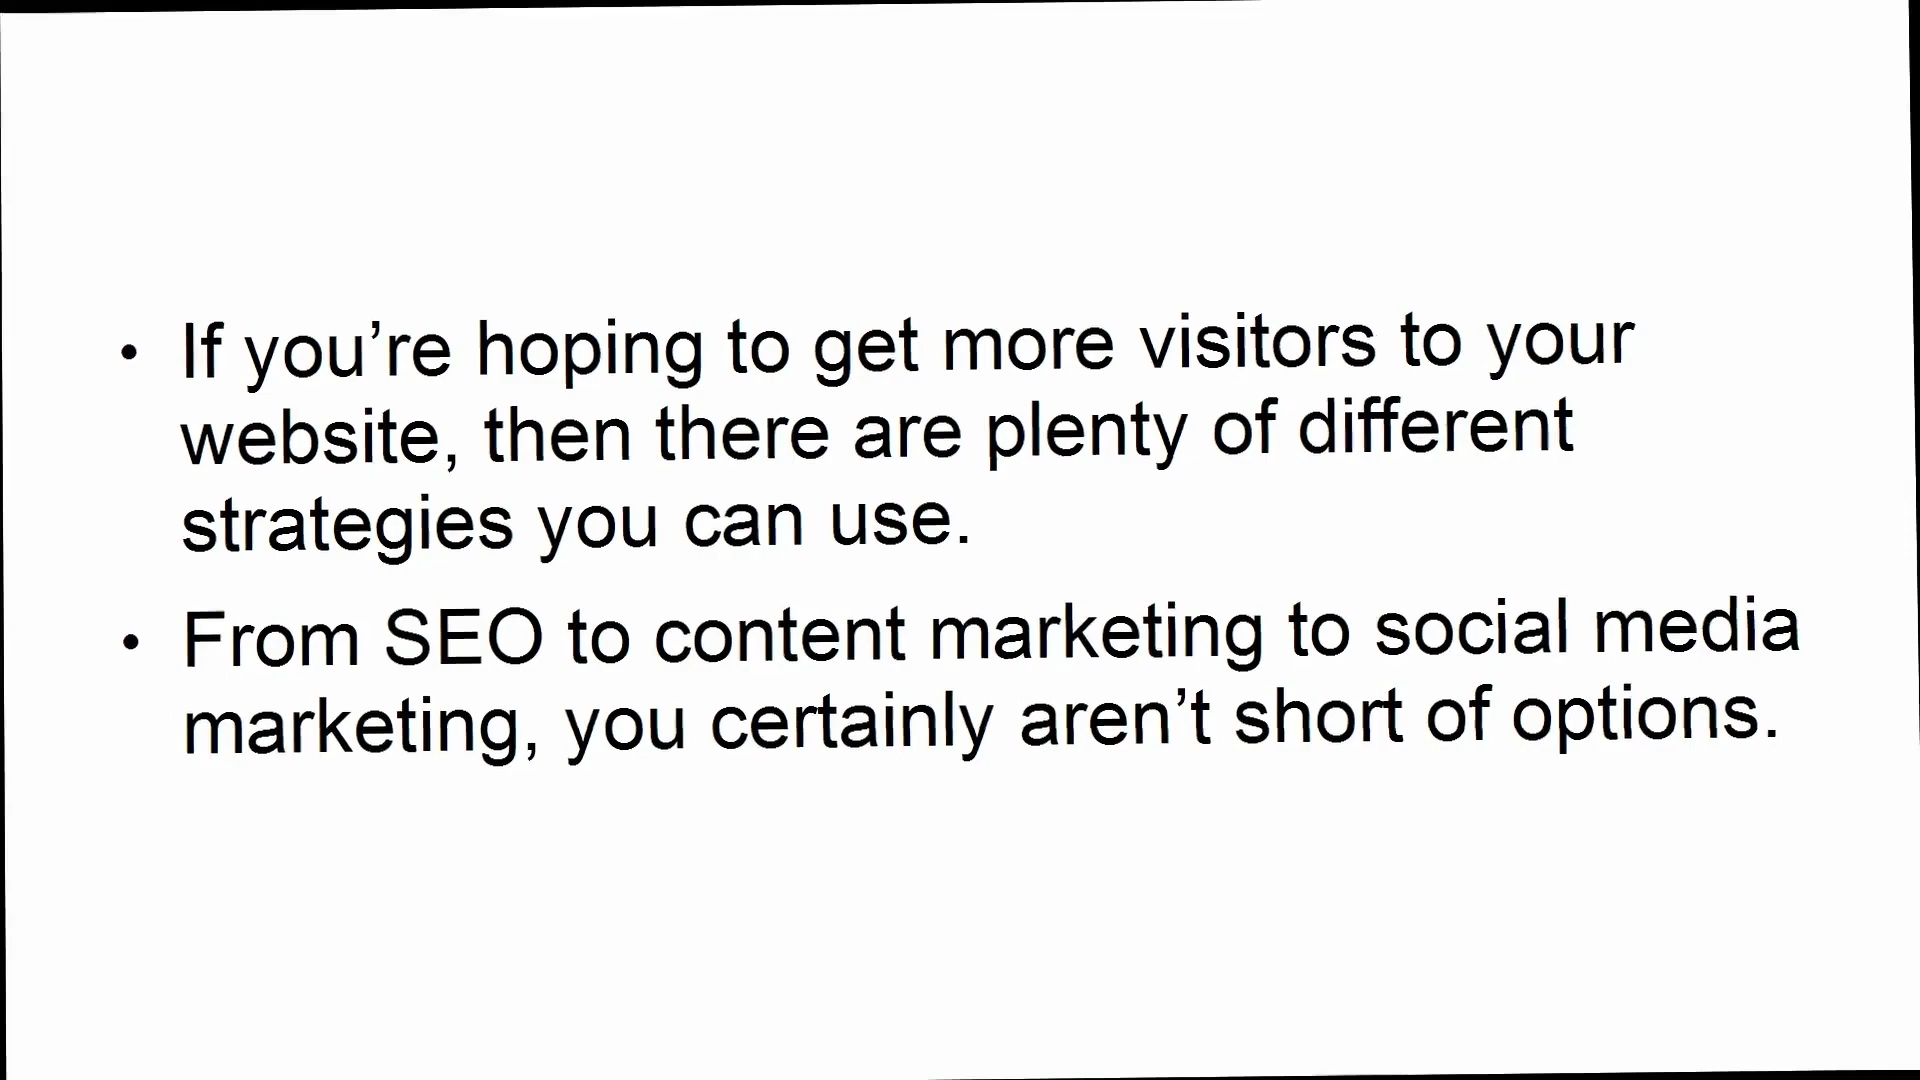 • If you’re hoping to get more visitors to your
website, then there are plenty of different
strategies you can use.
• From SEO to content marketing to social media
marketing, you certainly aren’t short of options.